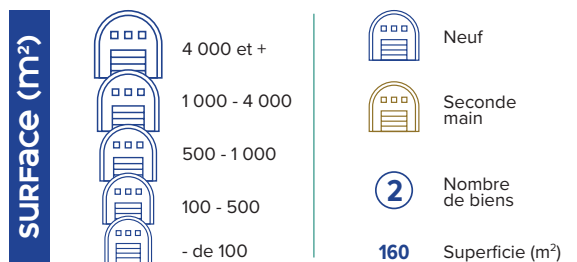 SURFACE (m²)
4 000 et +
1 000 - 4 000
500 - 1 000
100 - 500
- de 100
Neuf
Seconde
main
2
Nombre
de biens
160
Superficie (m²)